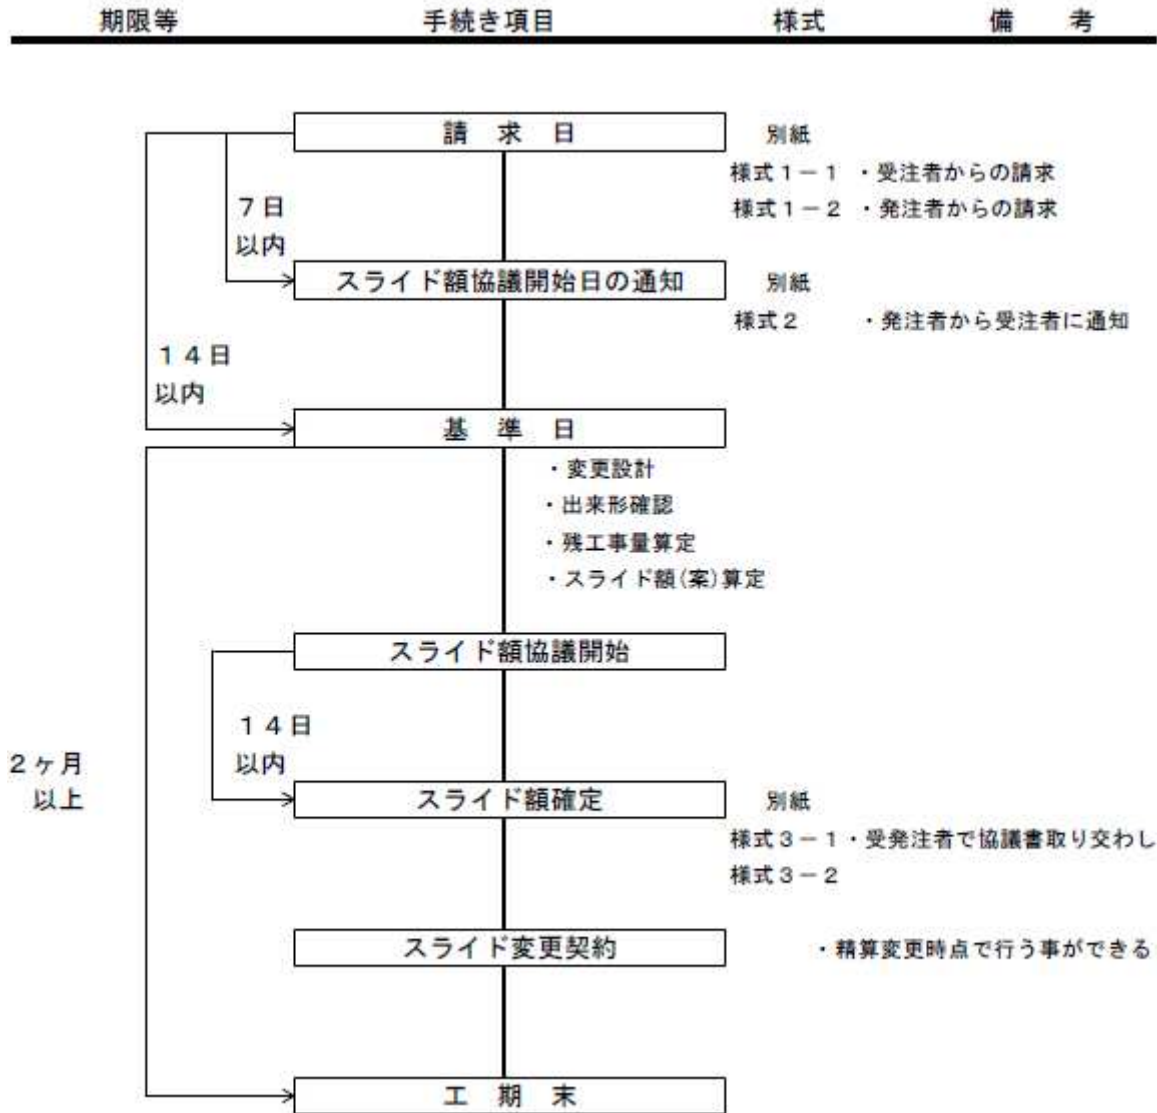 期限等　手続き項目　様式　備　考
請　求　日　別紙
様式１－１ ・受注者からの請求
様式１－２ ・発注者からの請求
７日
以内
スライド額協議開始日の通知　別紙
様式２　・発注者から受注者に通知
１４日
以内
基　準　日
・変更設計
・出来形確認
・残工事量算定
・スライド額(案)算定
スライド額協議開始
１４日
以内
２ヶ月
以上
スライド額確定　別紙
様式３－１・受発注者で協議書取り交わし
様式３－２
スライド変更契約　・精算変更時点で行う事ができる
工　期　末